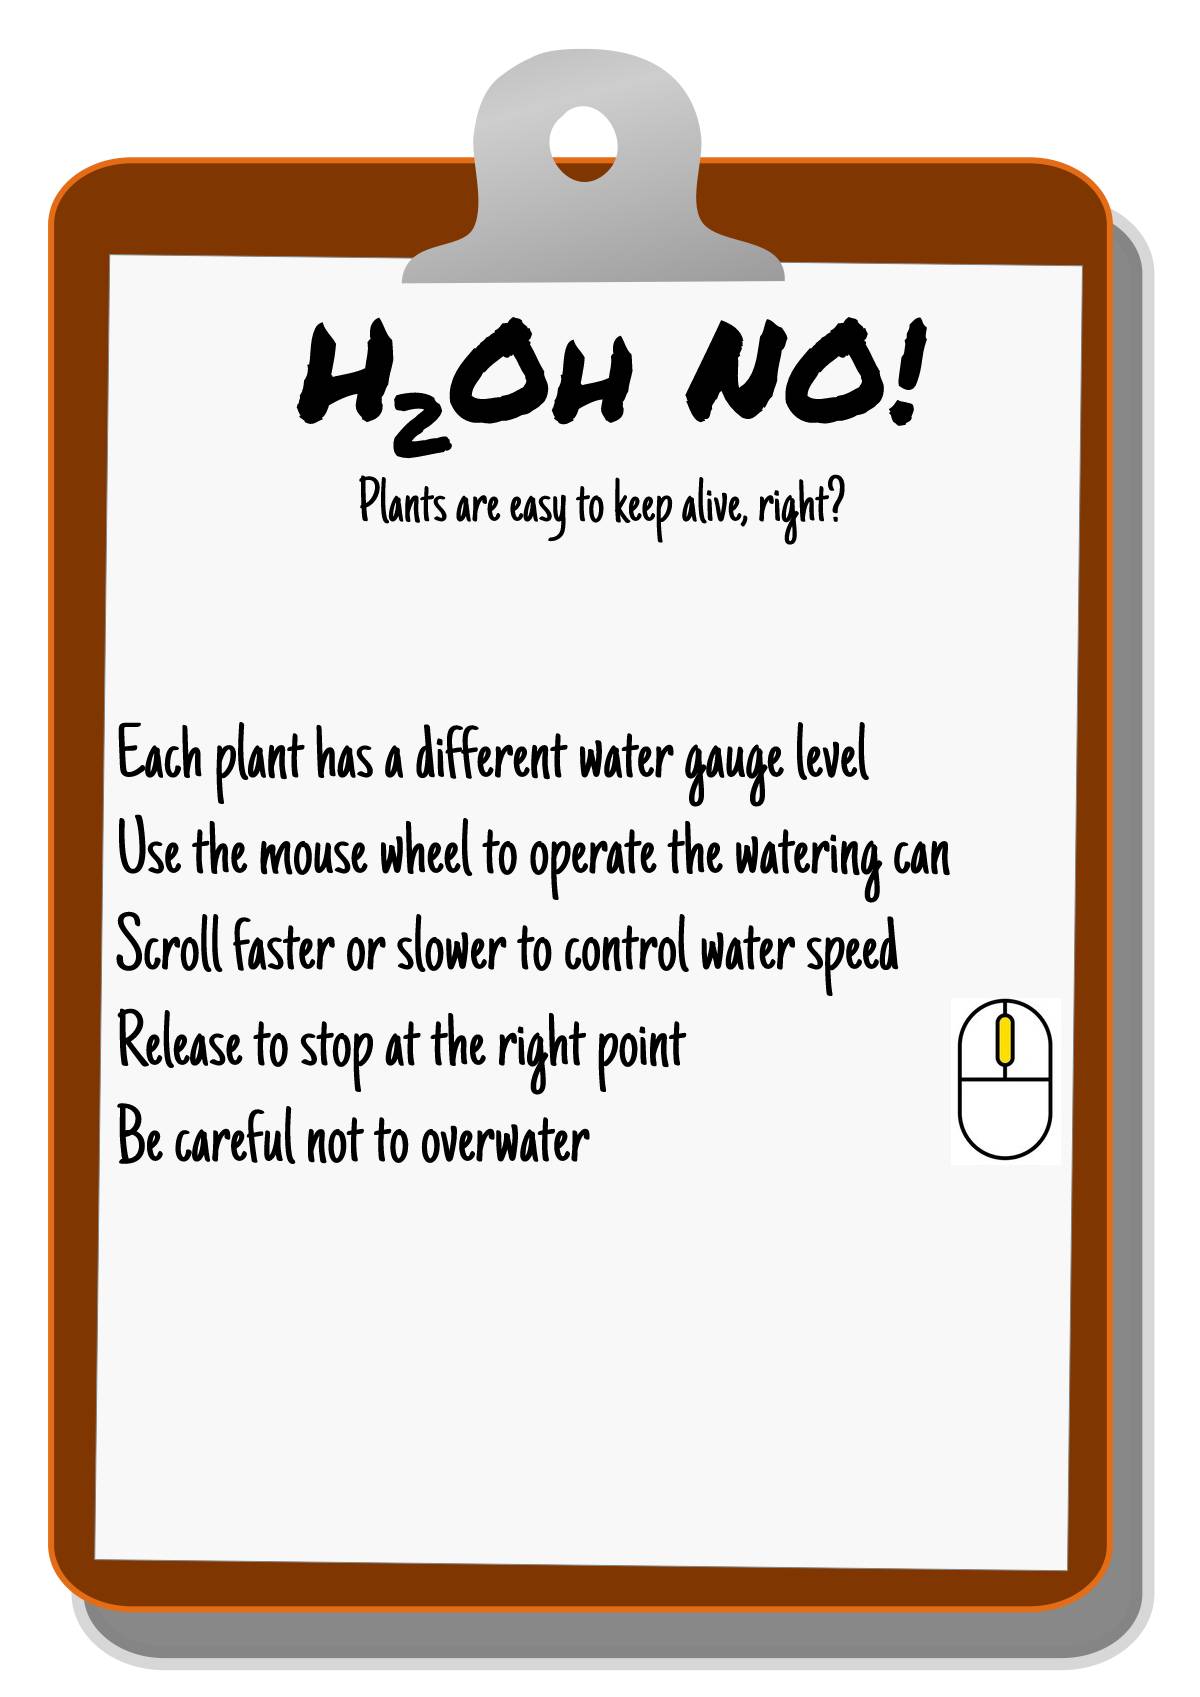 H₂OH NO!
Plants are easy to keep alive, right?
Each plant has a different water gauge level
Use the mouse wheel to operate the watering can
Scroll faster or slower to control water speed
Release to stop at the right point
Be careful not to overwater